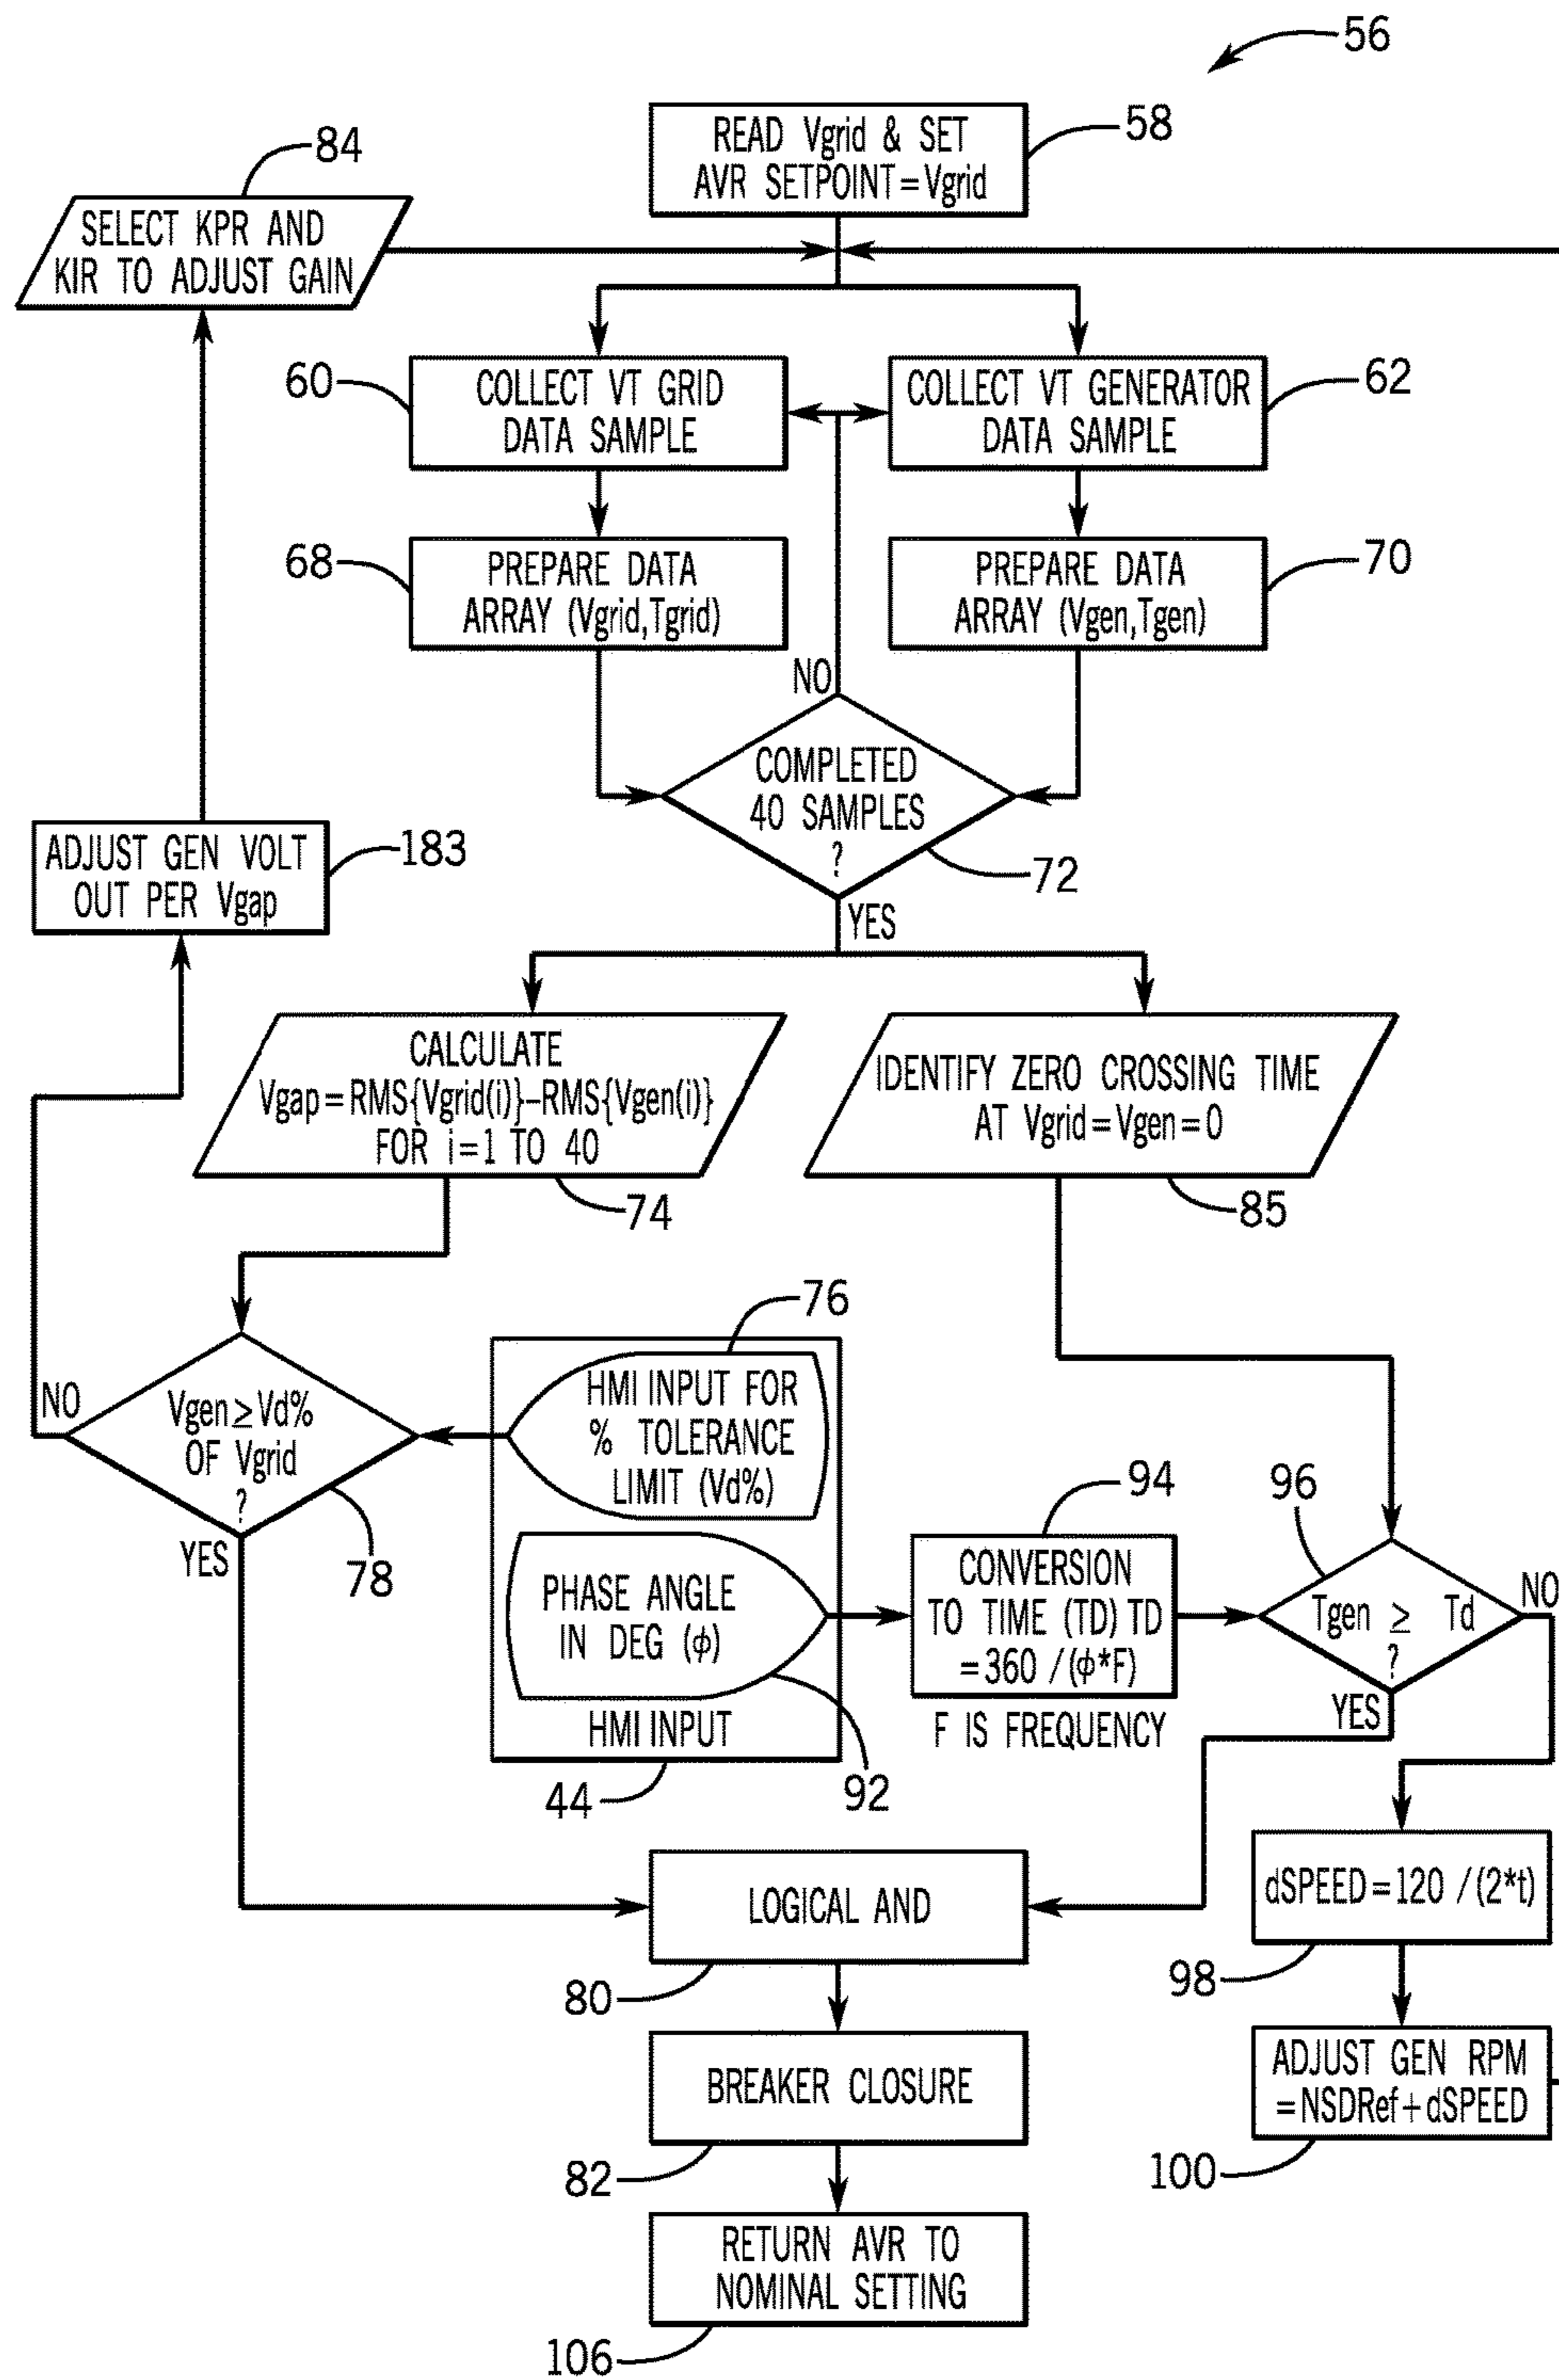 56
READ Vgrid & SET
AVR SETPOINT=Vgrid
58
84
SELECT KPR AND
KIR TO ADJUST GAIN
60
COLLECT VT GRID
DATA SAMPLE
COLLECT VT GENERATOR
DATA SAMPLE
62
68
PREPARE DATA
ARRAY (Vgrid,Tgrid)
PREPARE DATA
ARRAY (Vgen,Tgen)
70
NO
COMPLETED
40 SAMPLES
?
72
YES
ADJUST GEN VOLT
OUT PER Vgap
183
CALCULATE
Vgap=RMS{Vgrid(i)}-RMS{Vgen(i)}
FOR i=1 TO 40
74
IDENTIFY ZERO CROSSING TIME
AT Vgrid=Vgen=0
85
NO
Vgen≥Vd%
OF Vgrid
?
78
YES
76
HMI INPUT FOR
% TOLERANCE
LIMIT (Vd%)
PHASE ANGLE
IN DEG (ϕ)
HMI INPUT
44
92
94
CONVERSION
TO TIME (TD) TD
=360 /(ϕ*F)
F IS FREQUENCY
96
Tgen ≥ Td
?
NO
YES
dSPEED=120 /(2*t)
98
ADJUST GEN RPM
=NSDRef+dSPEED
100
LOGICAL AND
80
BREAKER CLOSURE
82
RETURN AVR TO
NOMINAL SETTING
106